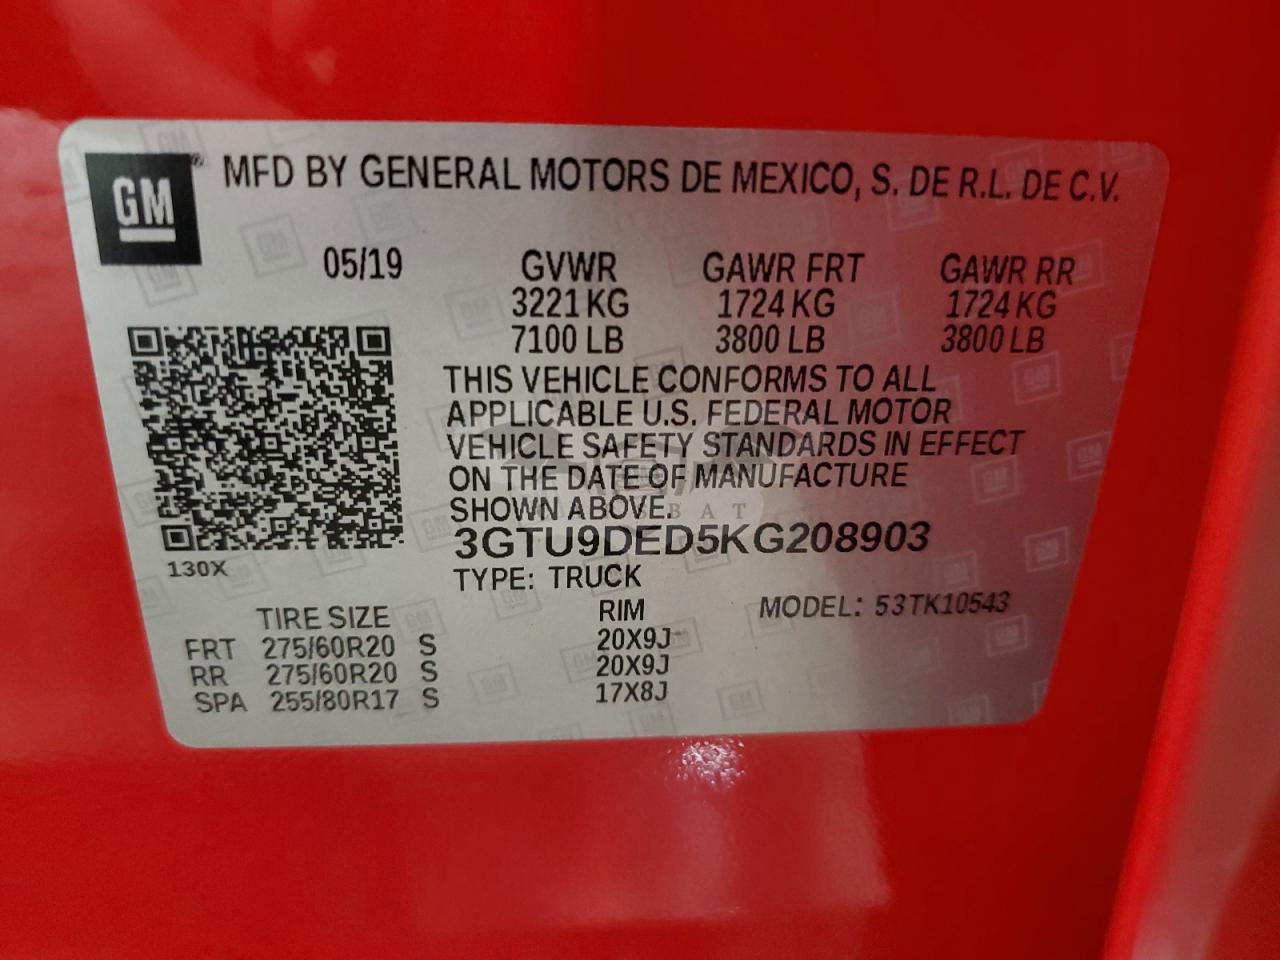 GM® MFD BY GENERAL MOTORS DE MEXICO, S. DE R.L. DE C.V.
05/19 GVWR GAWR FRT GAWR RR
3221 KG 1724 KG 1724 KG
7100 LB 3800 LB 3800 LB
THIS VEHICLE CONFORMS TO ALL
APPLICABLE U.S. FEDERAL MOTOR
VEHICLE SAFETY STANDARDS IN EFFECT
ON THE DATE OF MANUFACTURE
SHOWN ABOVE.
3GTU9DED5KG208903
130X
TYPE: TRUCK
TIRE SIZE RIM MODEL: 53TK10543
FRT 275/60R20 S 20X9J
RR 275/60R20 S 20X9J
SPA 255/80R17 S 17X8J